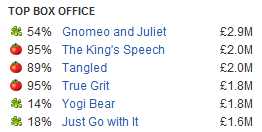 TOP BOX OFFICE
54% Gnomeo and Juliet £2.9M
95% The King's Speech £2.0M
89% Tangled £2.0M
95% True Grit £1.8M
14% Yogi Bear £1.8M
18% Just Go with It £1.6M